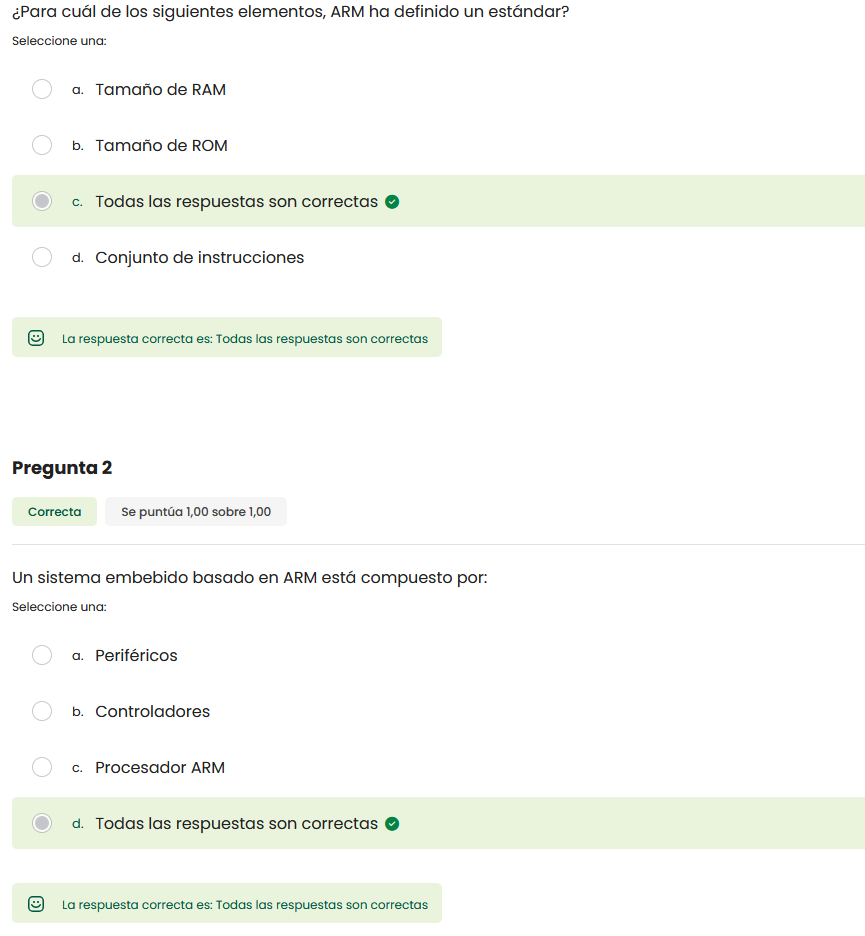 ¿Para cuál de los siguientes elementos, ARM ha definido un estándar?
Seleccione una:
a. Tamaño de RAM
b. Tamaño de ROM
c. Todas las respuestas son correctas
d. Conjunto de instrucciones
La respuesta correcta es: Todas las respuestas son correctas
Pregunta 2
Correcta Se puntúa 1,00 sobre 1,00
Un sistema embebido basado en ARM está compuesto por:
Seleccione una:
a. Periféricos
b. Controladores
c. Procesador ARM
d. Todas las respuestas son correctas
La respuesta correcta es: Todas las respuestas son correctas